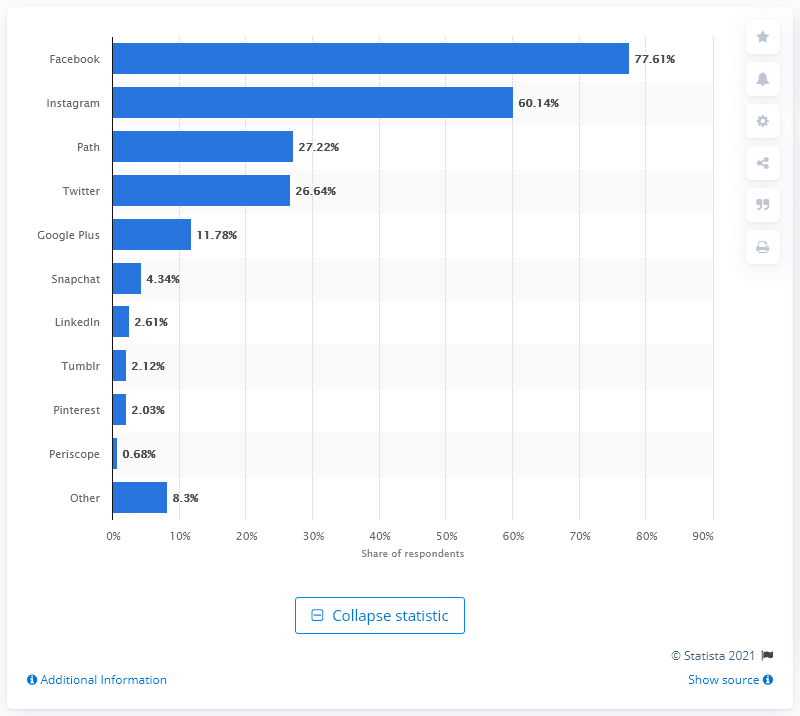 Facebook 77.61%
Instagram 60.14%
Path 27.22%
Twitter 26.64%
Google Plus 11.78%
Snapchat 4.34%
LinkedIn 2.61%
Tumblr 2.12%
Pinterest 2.03%
Periscope 0.68%
Other 8.3%
0% 10% 20% 30% 40% 50% 60% 70% 80% 90%
Share of respondents
Collapse statistic
© Statista 2021
Additional Information Show source